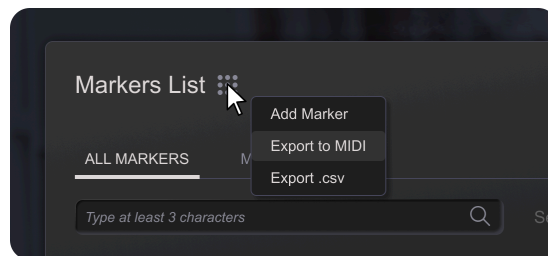 Markers List
Add Marker
Export to MIDI
ALL MARKERS
Export .csv
Type at least 3 characters